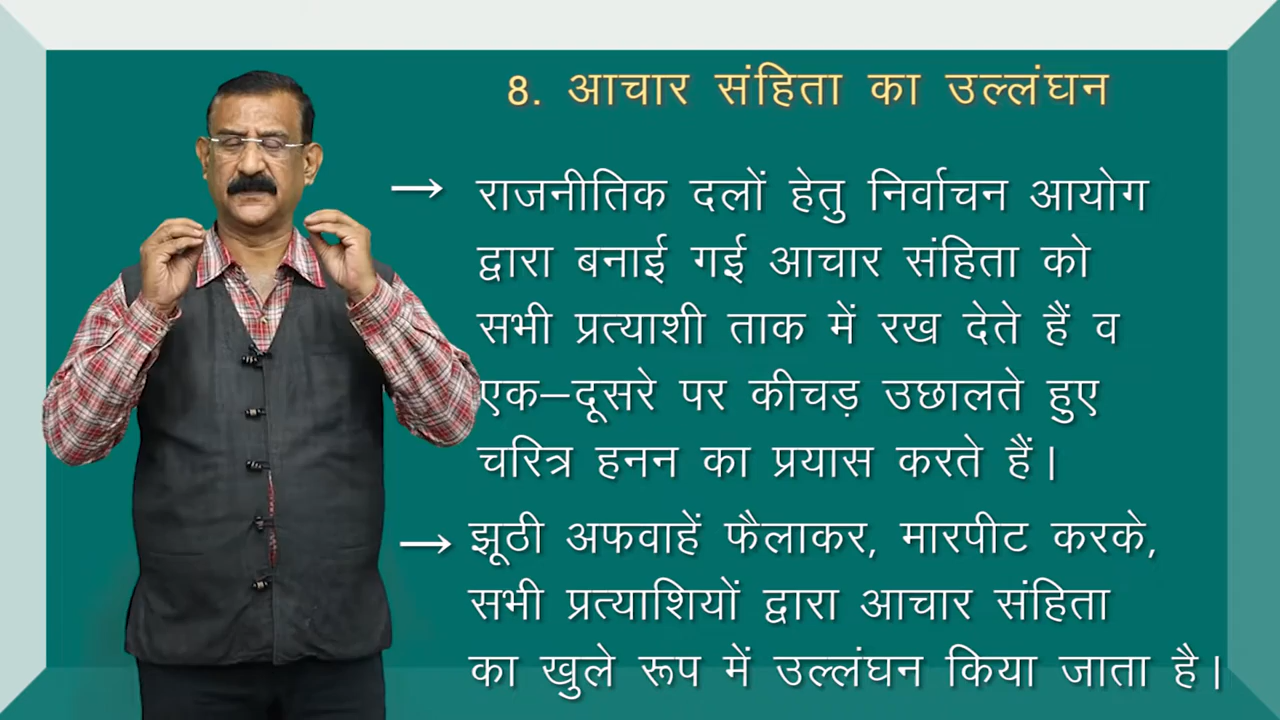 8. आचार संहिता का उल्लंघन
→ राजनीतिक दलों हेतु निर्वाचन आयोग
द्वारा बनाई गई आचार संहिता को
सभी प्रत्याशी ताक में रख देते हैं व
एक–दूसरे पर कीचड़ उछालते हुए
चरित्र हनन का प्रयास करते हैं।
→ झूठी अफवाहें फैलाकर, मारपीट करके,
सभी प्रत्याशियों द्वारा आचार संहिता
का खुले रूप में उल्लंघन किया जाता है।